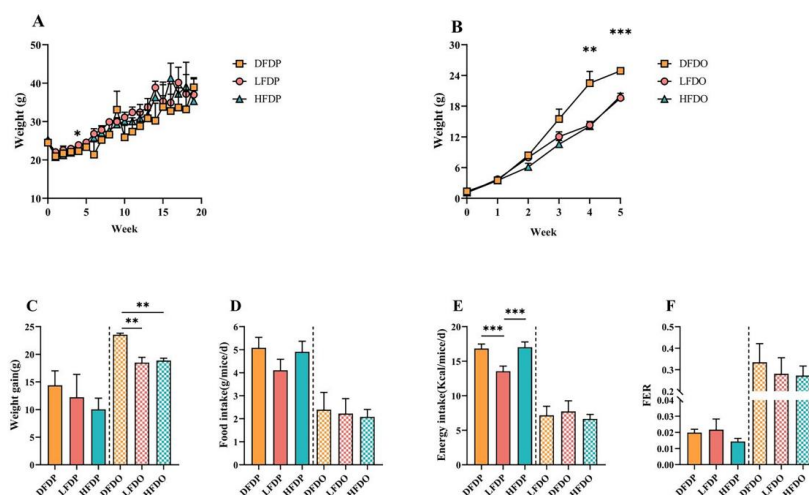 A
Weight (g)
50
40
30
20
10
0
5
10
15
20
Week
*
DFDP
LFDP
HFDP
B
Weight (g)
30
24
18
12
6
0
0
1
2
3
4
5
Week
**
***
DFDO
LFDO
HFDO
C
Weight gain(g)
25
20
15
10
5
0
**
**
DFDP
LFDP
HFDP
DFDO
LFDO
HFDO
D
Food intake(g/mice/d)
6
5
4
3
2
1
0
DFDP
LFDP
HFDP
DFDO
LFDO
HFDO
E
Energy intake(Kcal/mice/d)
20
15
10
5
0
***
***
DFDP
LFDP
HFDP
DFDO
LFDO
HFDO
F
FER
0.5
0.4
0.3
0.2
0.04
0.03
0.02
0.01
0.00
DFDP
LFDP
HFDP
DFDO
LFDO
HFDO